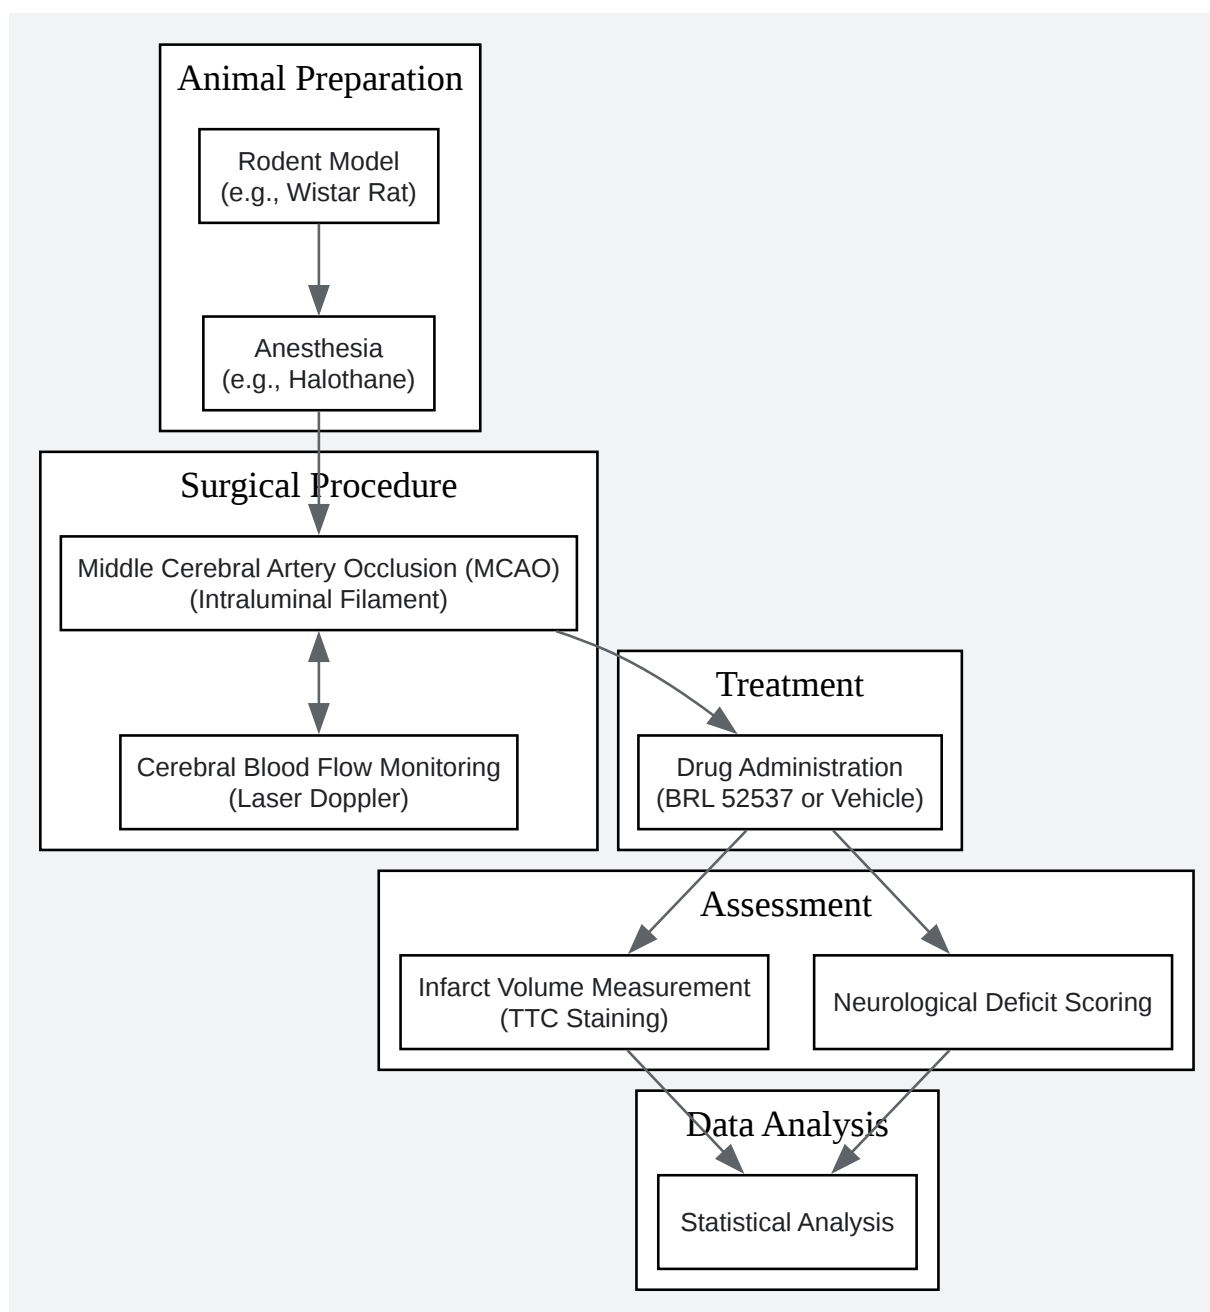 Animal Preparation
Rodent Model
(e.g., Wistar Rat)
Anesthesia
(e.g., Halothane)
Surgical Procedure
Middle Cerebral Artery Occlusion (MCAO)
(Intraluminal Filament)
Cerebral Blood Flow Monitoring
(Laser Doppler)
Treatment
Drug Administration
(BRL 52537 or Vehicle)
Assessment
Infarct Volume Measurement
(TTC Staining)
Neurological Deficit Scoring
Data Analysis
Statistical Analysis